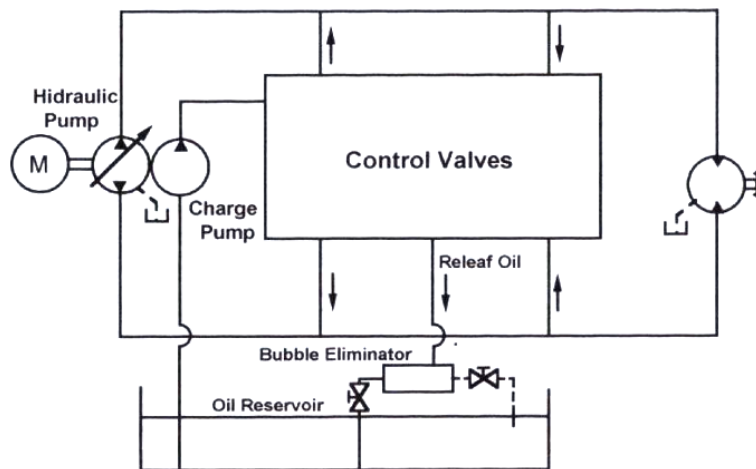 Hidraulic
Pump
M
Control Valves
Charge
Pump
Releaf Oil
Bubble Eliminator
Oil Reservoir